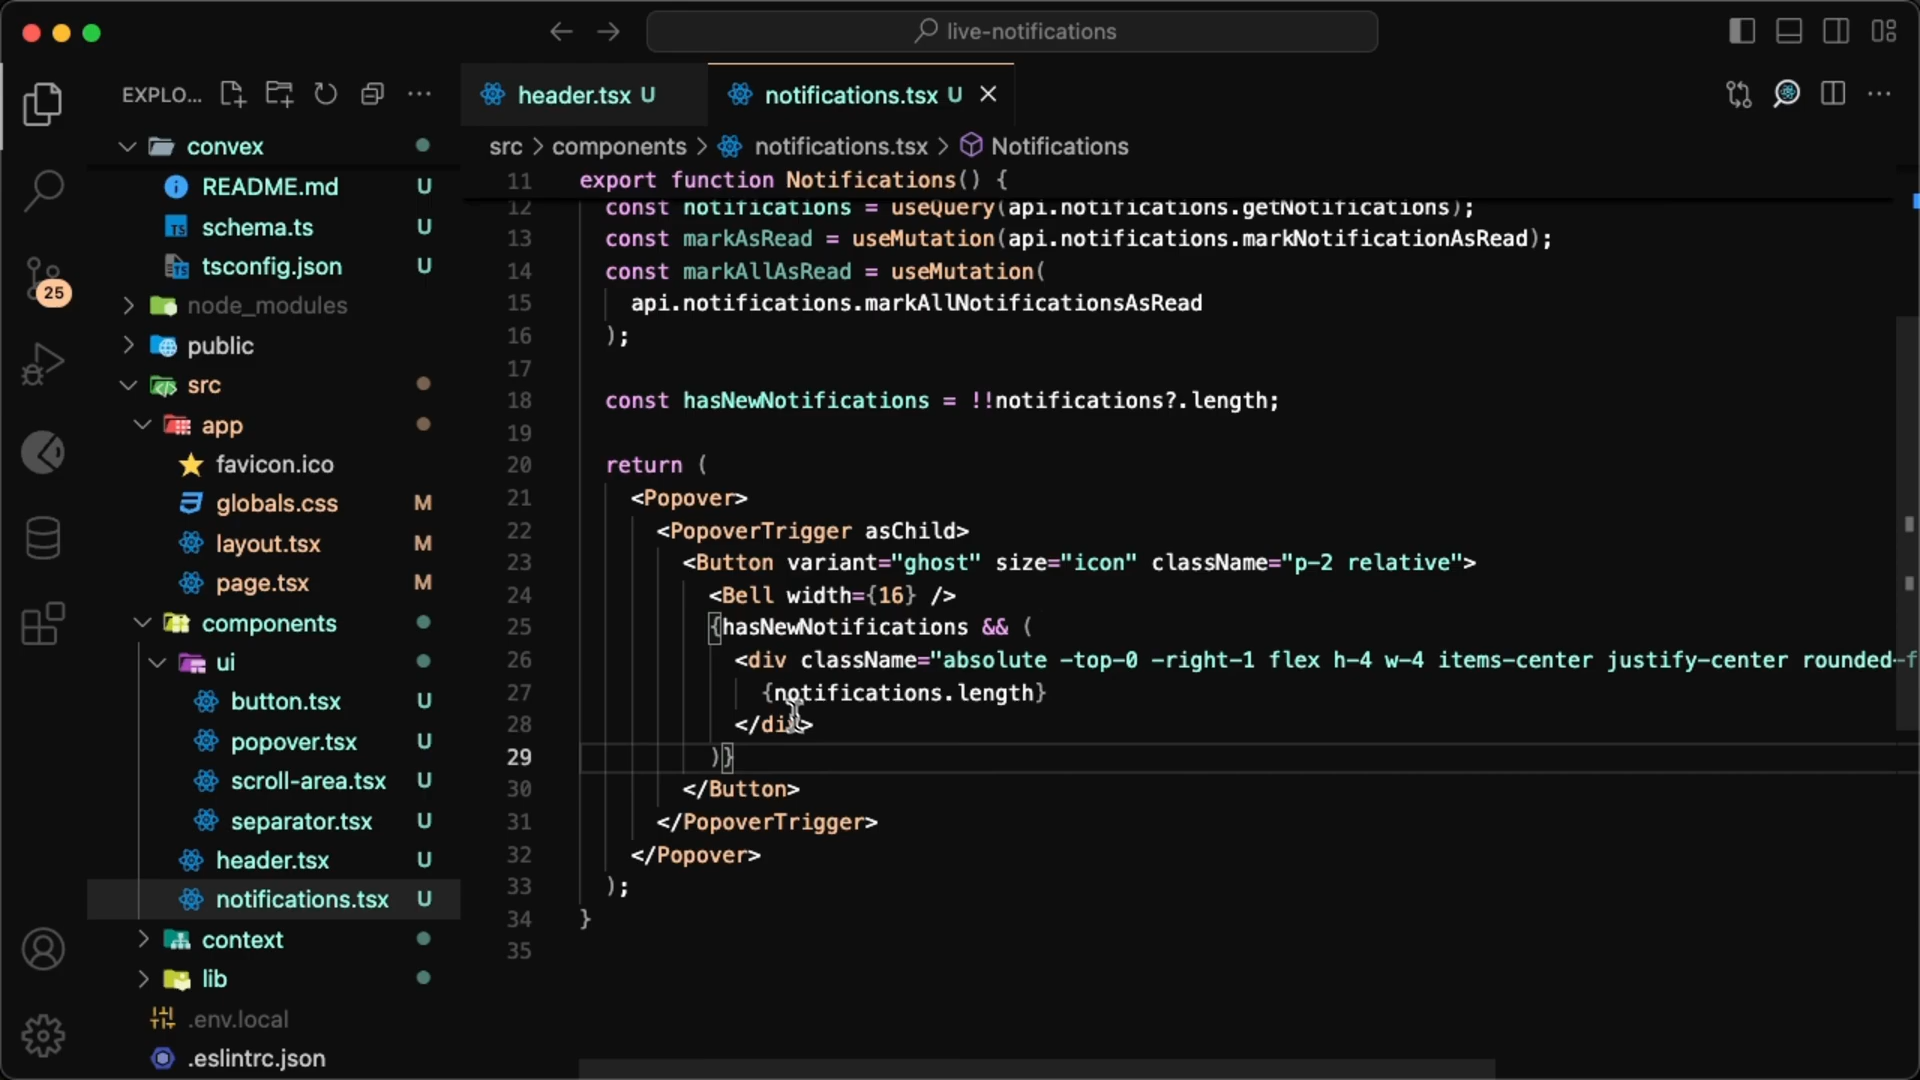 live-notifications
EXPLO...
header.tsx U
notifications.tsx U
src > components > notifications.tsx > Notifications
convex
README.md U
schema.ts U
tsconfig.json U
node_modules
public
src
app
favicon.ico
globals.css M
layout.tsx M
page.tsx M
components
ui
button.tsx U
popover.tsx U
scroll-area.tsx U
separator.tsx U
header.tsx U
notifications.tsx U
context
lib
.env.local
.eslintrc.json
25
11 export function Notifications() {
12 const notifications = useQuery(api.notifications.getNotifications);
13 const markAsRead = useMutation(api.notifications.markNotificationAsRead);
14 const markAllAsRead = useMutation(
15 api.notifications.markAllNotificationsAsRead
16 );
17
18 const hasNewNotifications = !!notifications?.length;
19
20 return (
21 <Popover>
22 <PopoverTrigger asChild>
23 <Button variant="ghost" size="icon" className="p-2 relative">
24 <Bell width={16} />
25 {hasNewNotifications && (
26 <div className="absolute -top-0 -right-1 flex h-4 w-4 items-center justify-center rounded-f
27 {notifications.length}
28 </div>
29 )}
30 </Button>
31 </PopoverTrigger>
32 </Popover>
33 );
34 }
35